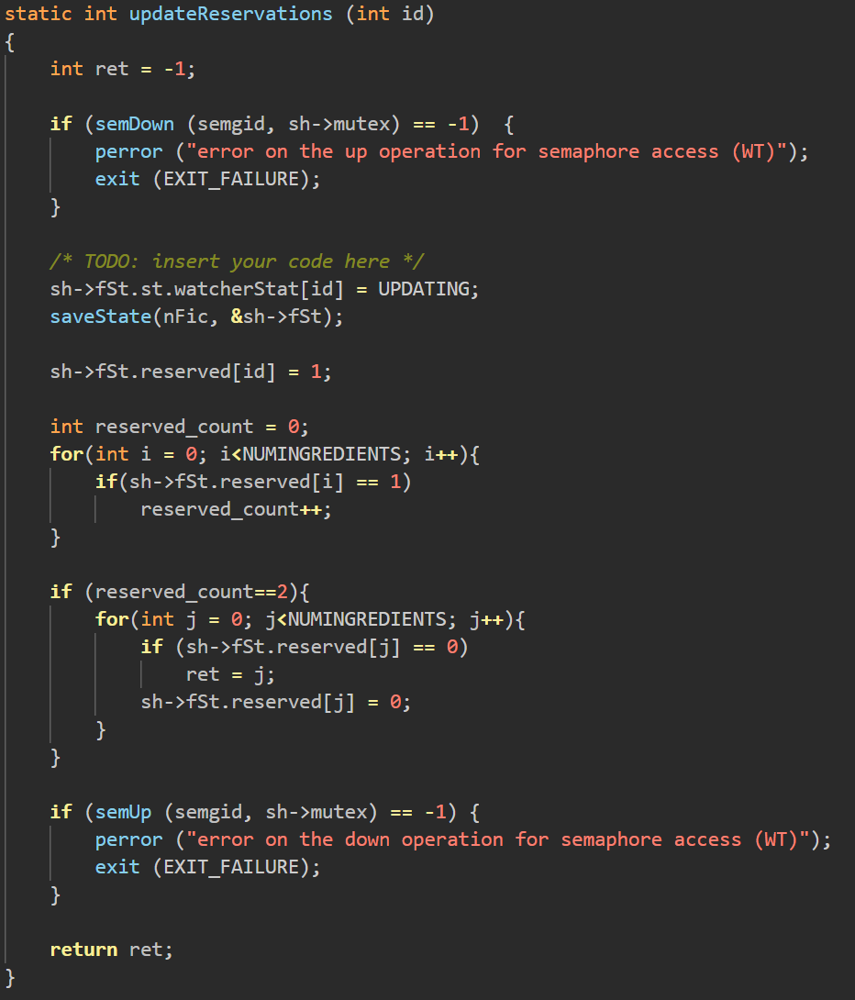 static int updateReservations (int id)
{
    int ret = -1;

    if (semDown (semgid, sh->mutex) == -1)  {
        perror ("error on the up operation for semaphore access (WT)");
        exit (EXIT_FAILURE);
    }

    /* TODO: insert your code here */
    sh->fSt.st.watcherStat[id] = UPDATING;
    saveState(nFic, &sh->fSt);

    sh->fSt.reserved[id] = 1;

    int reserved_count = 0;
    for(int i = 0; i<NUMINGREDIENTS; i++){
        if(sh->fSt.reserved[i] == 1)
            reserved_count++;
    }

    if (reserved_count==2){
        for(int j = 0; j<NUMINGREDIENTS; j++){
            if (sh->fSt.reserved[j] == 0)
                ret = j;
            sh->fSt.reserved[j] = 0;
        }
    }

    if (semUp (semgid, sh->mutex) == -1) {
        perror ("error on the down operation for semaphore access (WT)");
        exit (EXIT_FAILURE);
    }

    return ret;
}